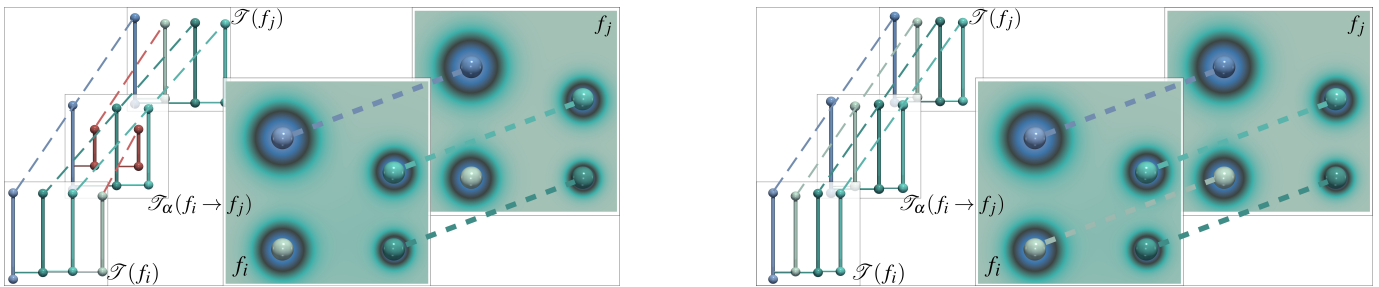 𝒯(f_j)
f_j
𝒯_α(f_i → f_j)
f_i
𝒯(f_i)
𝒯(f_j)
f_j
𝒯_α(f_i → f_j)
f_i
𝒯(f_i)